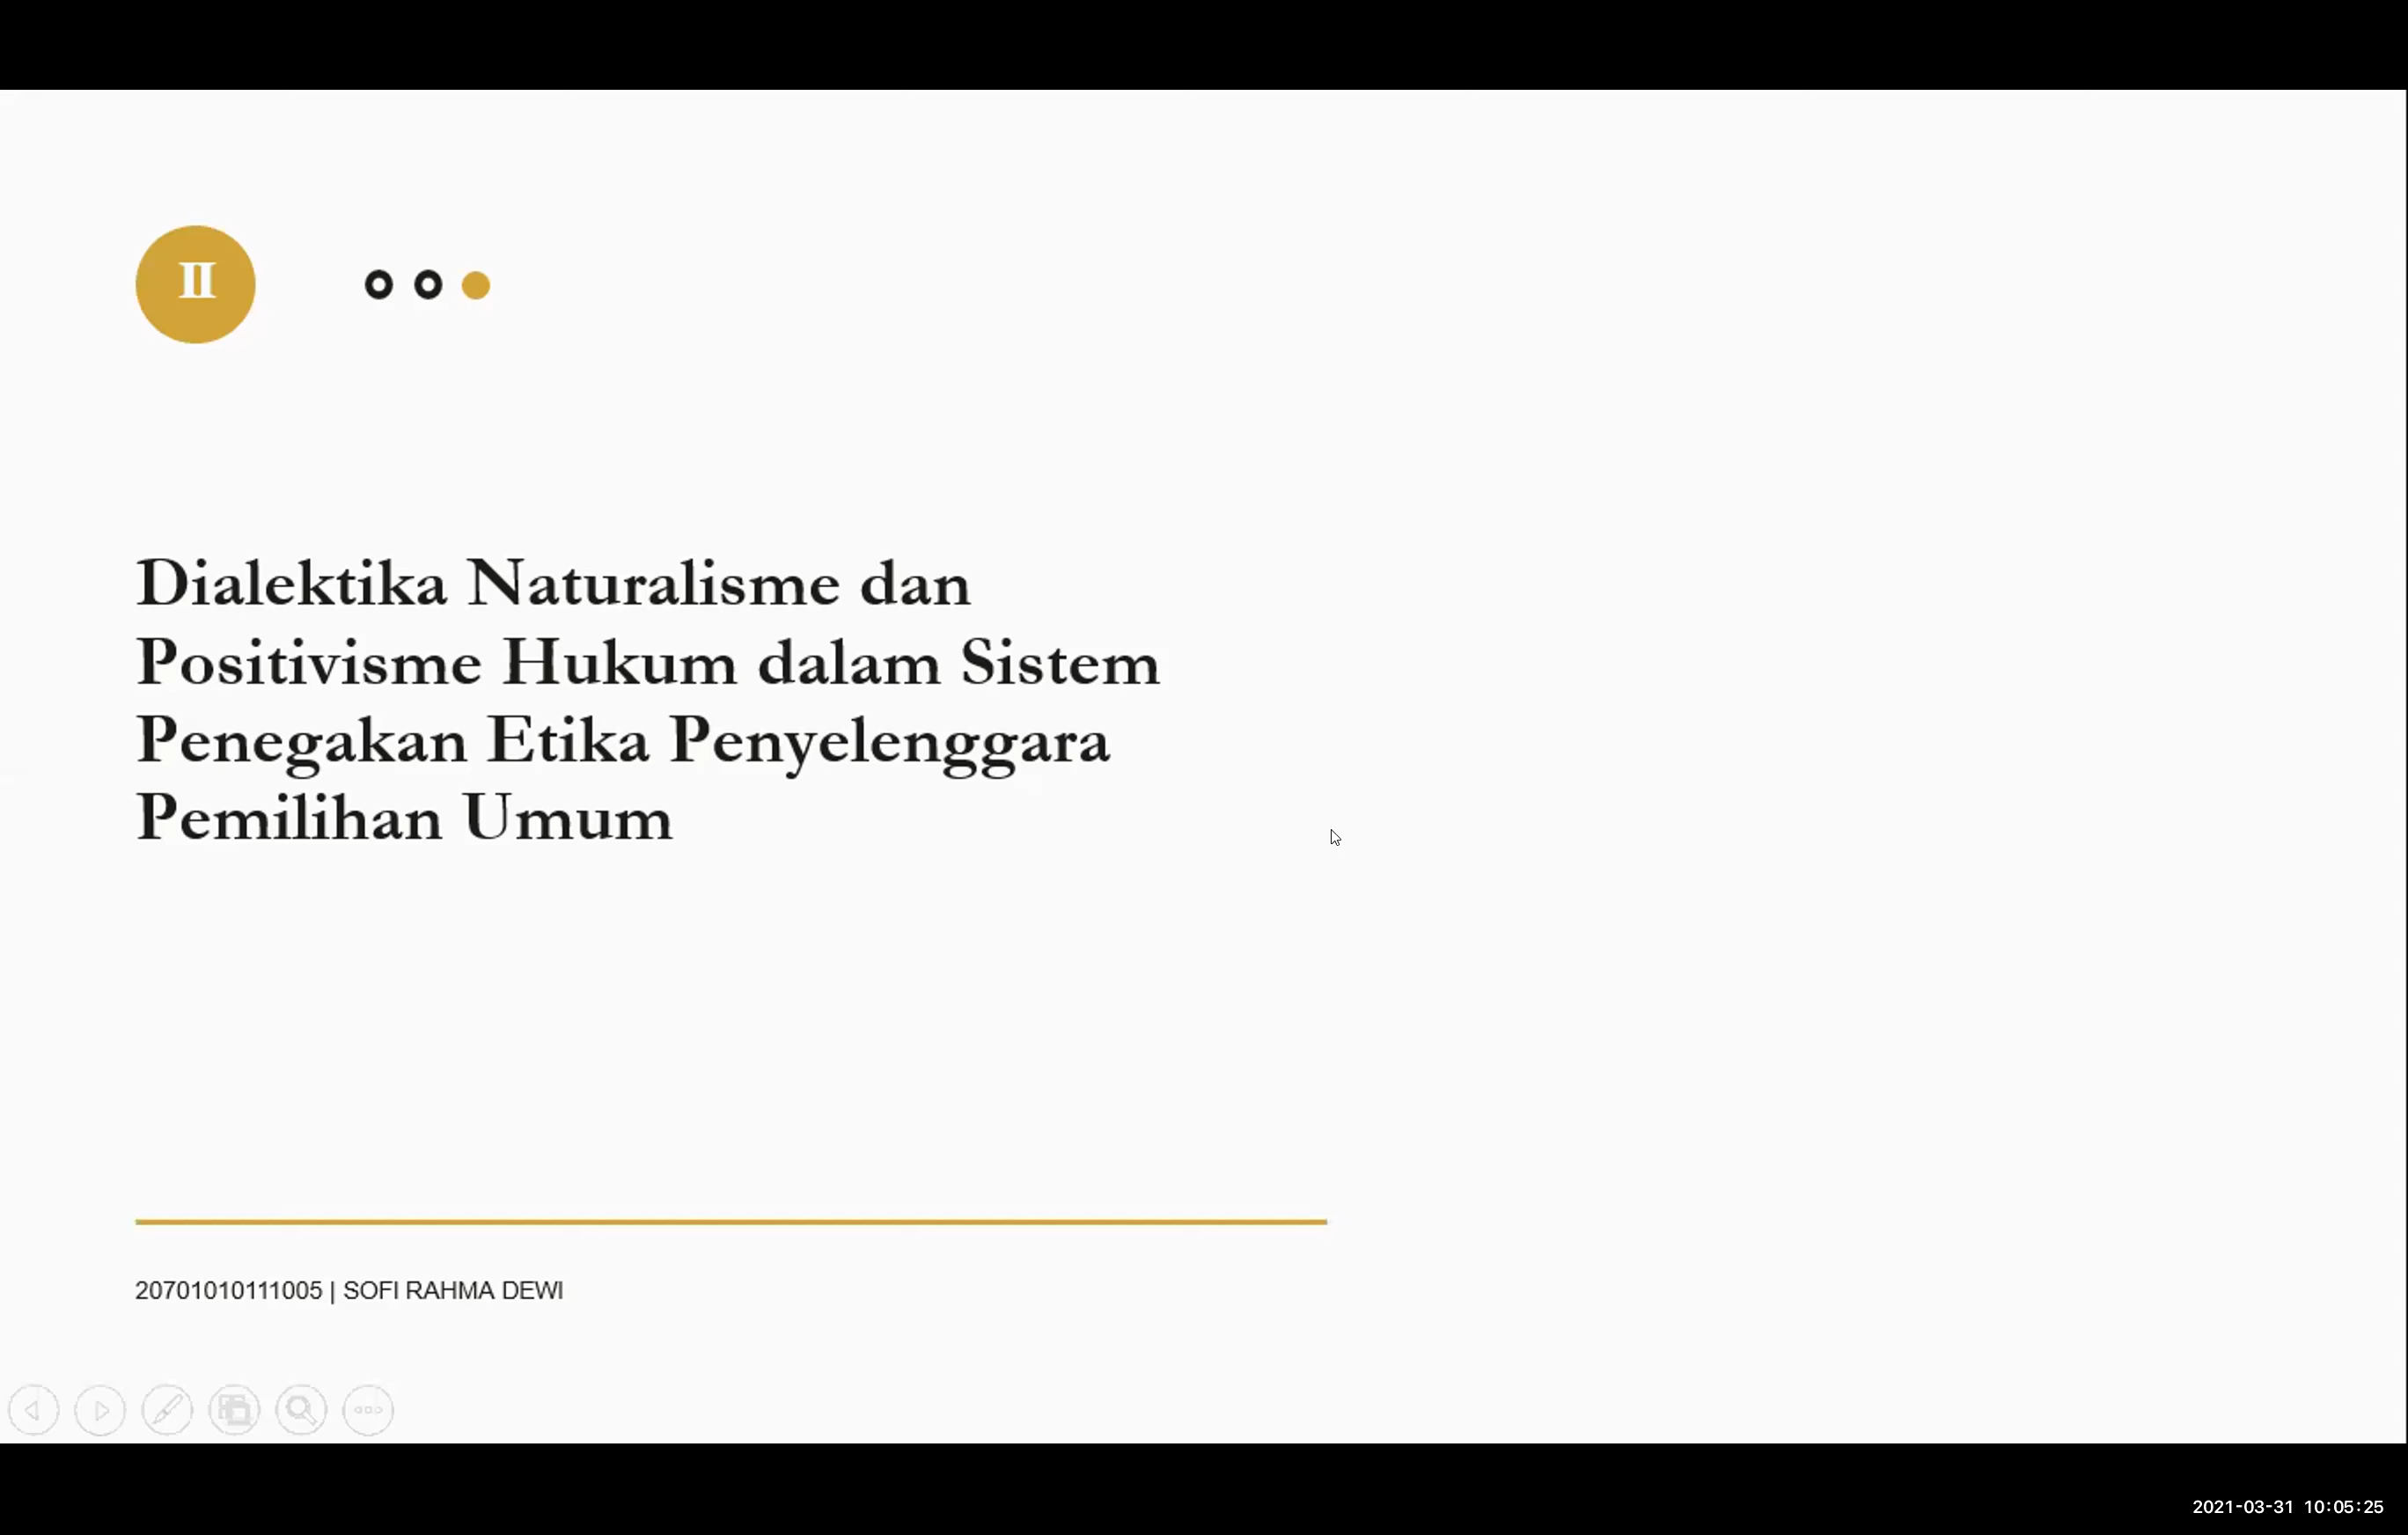 II
Dialektika Naturalisme dan
Positivisme Hukum dalam Sistem
Penegakan Etika Penyelenggara
Pemilihan Umum
20701010111005 | SOFI RAHMA DEWI
2021-03-31 10:05:25